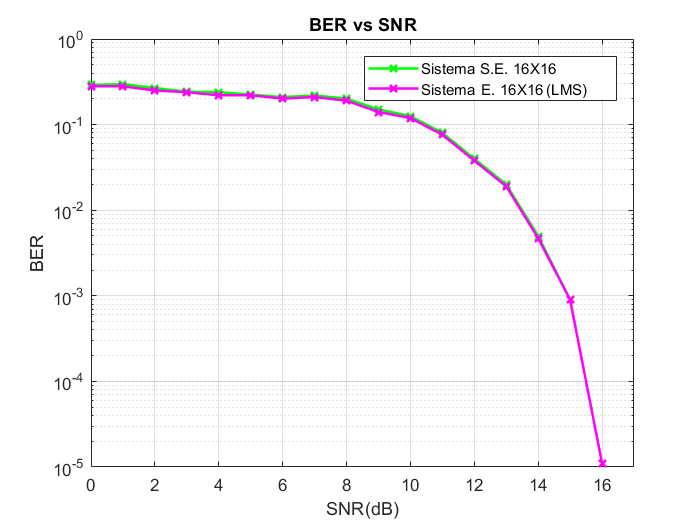 BER vs SNR
Sistema S.E. 16X16
Sistema E. 16X16 (LMS)
BER
10^0
10^-1
10^-2
10^-3
10^-4
10^-5
0 2 4 6 8 10 12 14 16
SNR(dB)